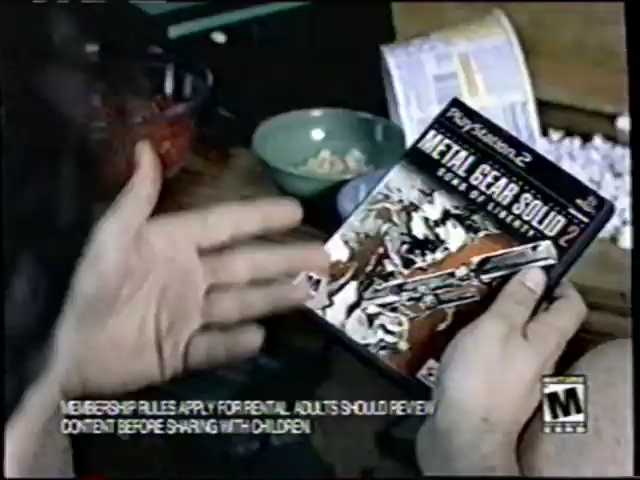 PlayStation 2
METAL GEAR SOLID 2
SONS OF LIBERTY
MEMBERSHIP RULES APPLY FOR RENTAL. ADULTS SHOULD REVIEW
CONTENT BEFORE SHARING WITH CHILDREN.
M